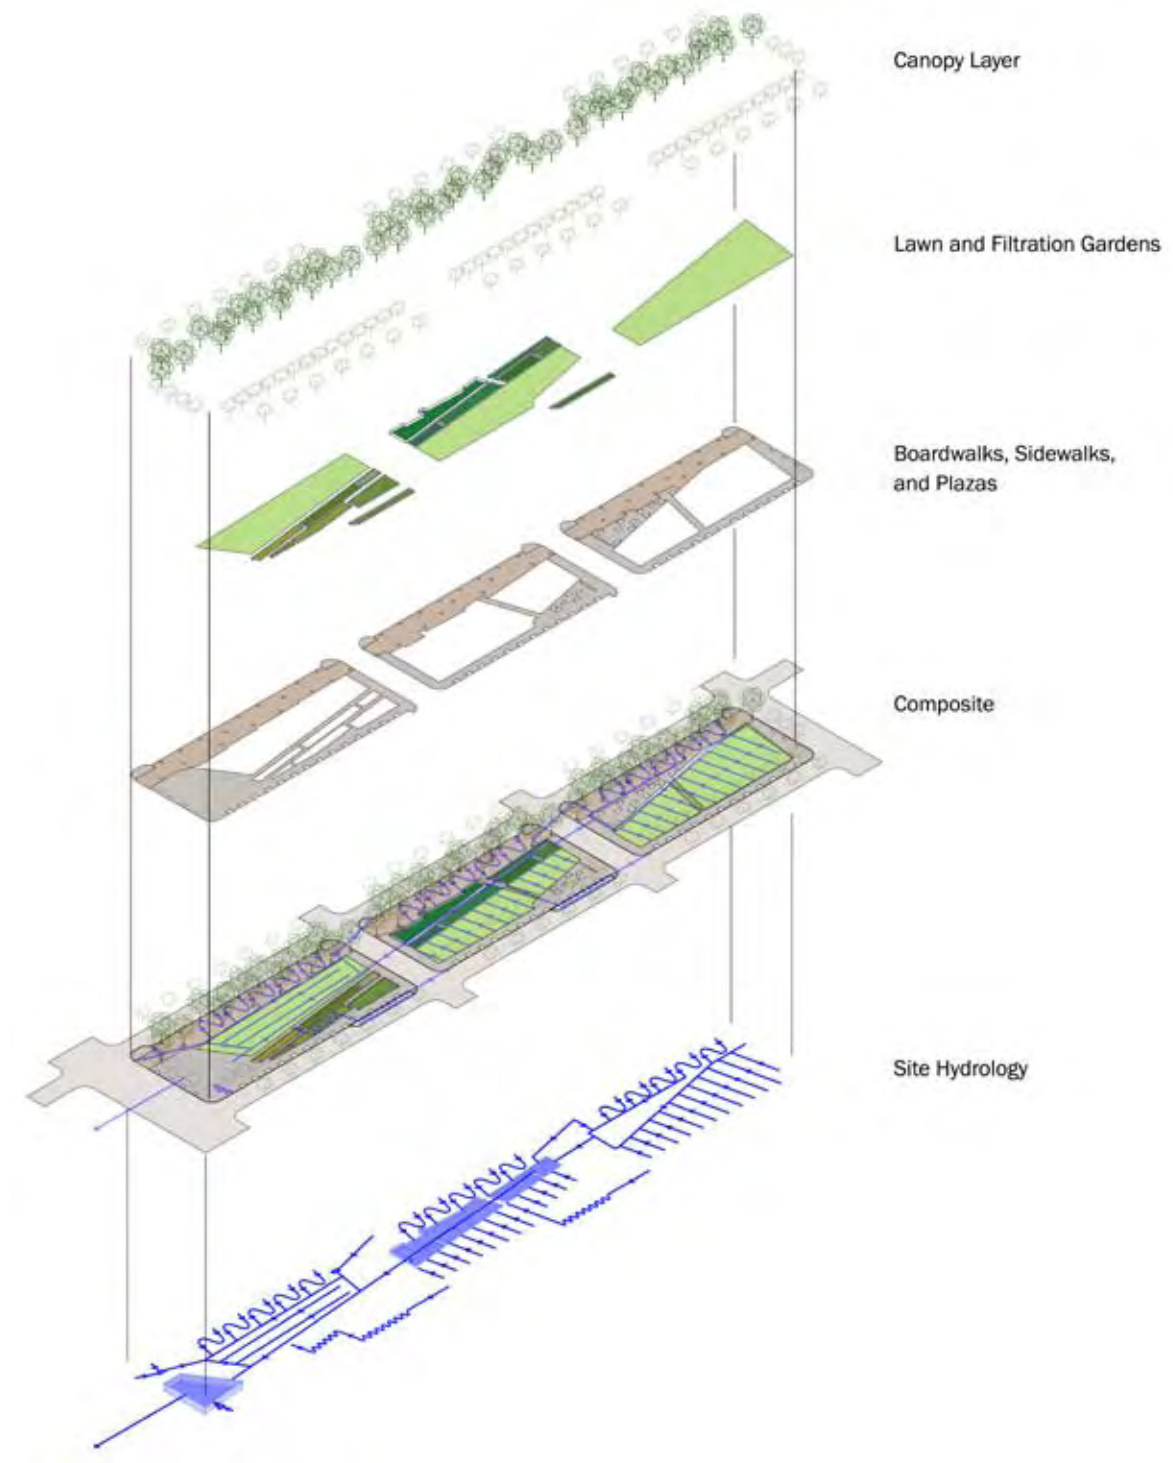 Canopy Layer
Lawn and Filtration Gardens
Boardwalks, Sidewalks,
and Plazas
Composite
Site Hydrology